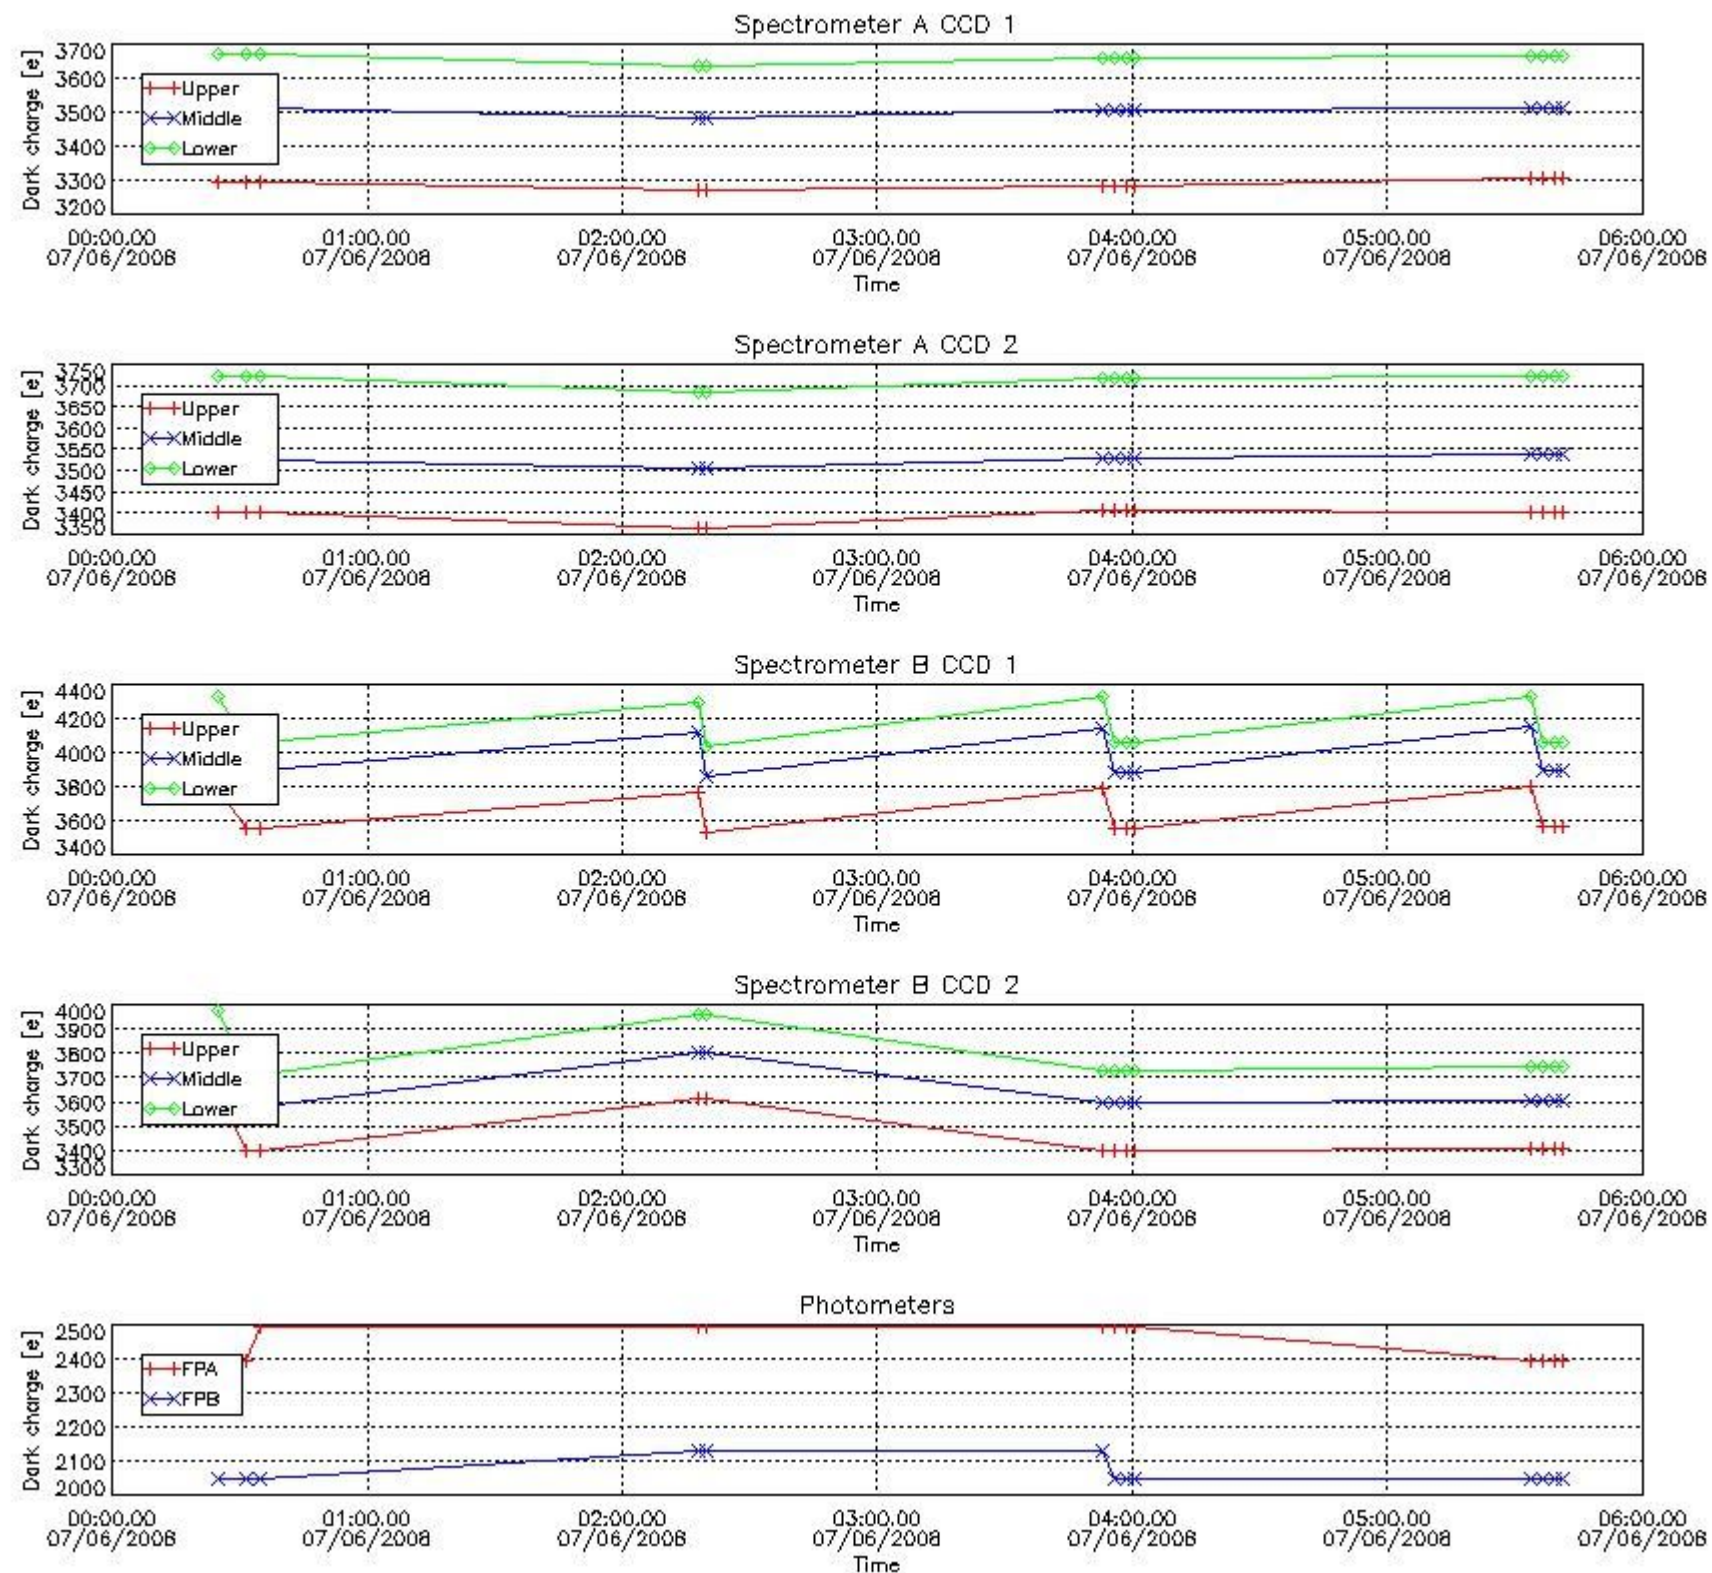 Spectrometer A CCD 1
Dark charge [e]
3700
3600
3500
3400
3300
3200
Upper
Middle
Lower
00:00.00 01:00.00 02:00.00 03:00.00 04:00.00 05:00.00 06:00.00
07/06/2008 07/06/2008 07/06/2008 07/06/2008 07/06/2008 07/06/2008 07/06/2008
Time
Spectrometer A CCD 2
Dark charge [e]
3750
3700
3650
3600
3550
3500
3450
3400
3350
Upper
Middle
Lower
00:00.00 01:00.00 02:00.00 03:00.00 04:00.00 05:00.00 06:00.00
07/06/2008 07/06/2008 07/06/2008 07/06/2008 07/06/2008 07/06/2008 07/06/2008
Time
Spectrometer B CCD 1
Dark charge [e]
4400
4200
4000
3800
3600
3400
Upper
Middle
Lower
00:00.00 01:00.00 02:00.00 03:00.00 04:00.00 05:00.00 06:00.00
07/06/2008 07/06/2008 07/06/2008 07/06/2008 07/06/2008 07/06/2008 07/06/2008
Time
Spectrometer B CCD 2
Dark charge [e]
4000
3900
3800
3700
3600
3500
3400
3300
Upper
Middle
Lower
00:00.00 01:00.00 02:00.00 03:00.00 04:00.00 05:00.00 06:00.00
07/06/2008 07/06/2008 07/06/2008 07/06/2008 07/06/2008 07/06/2008 07/06/2008
Time
Photometers
Dark charge [e]
2500
2400
2300
2200
2100
2000
FPA
FPB
00:00.00 01:00.00 02:00.00 03:00.00 04:00.00 05:00.00 06:00.00
07/06/2008 07/06/2008 07/06/2008 07/06/2008 07/06/2008 07/06/2008 07/06/2008
Time